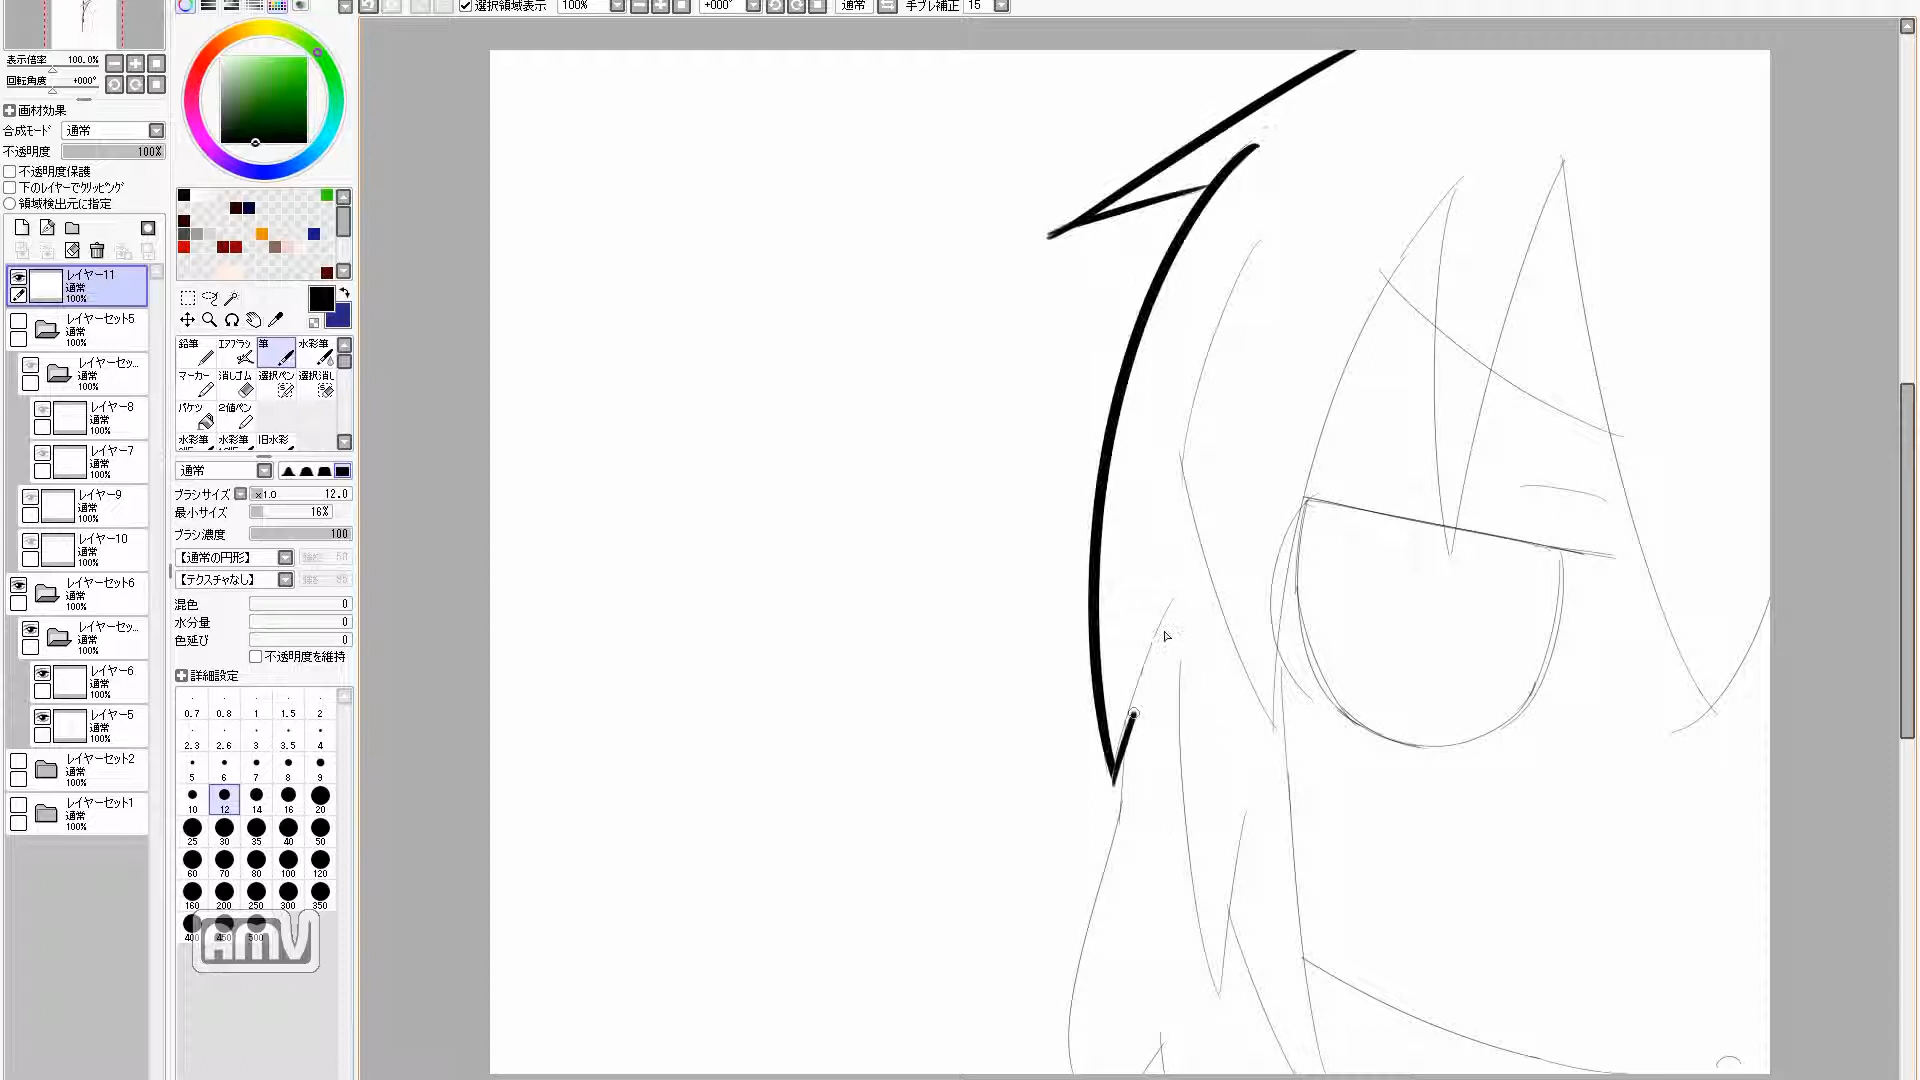 選択領域表示 100% +000° 通常 手ブレ補正 15
表示倍率 100.0%
回転角度 +000°
画材効果
合成モード 通常
不透明度 100%
不透明度保護
下のレイヤーでクリッピング
領域検出元に指定
レイヤー11
通常
100%
レイヤーセット5
通常
100%
レイヤーセッ...
通常
100%
レイヤー8
通常
100%
レイヤー7
通常
100%
レイヤー9
通常
100%
レイヤー10
通常
100%
レイヤーセット6
通常
100%
レイヤーセッ...
通常
100%
レイヤー6
通常
100%
レイヤー5
通常
100%
レイヤーセット2
通常
100%
レイヤーセット1
通常
100%
鉛筆 エアブラシ 筆 水彩筆
マーカー 消しゴム 選択ペン 選択消し
バケツ 2値ペン
水彩筆 水彩筆 旧水彩
通常
ブラシサイズ x1.0 12.0
最小サイズ 16%
ブラシ濃度 100
【通常の円形】
【テクスチャなし】
混色 0
水分量 0
色延び 0
不透明度を維持
詳細設定
0.7 0.8 1 1.5 2
2.3 2.6 3 3.5 4
5 6 7 8 9
10 12 14 16 20
25 30 35 40 50
60 70 80 100 120
160 200 250 300 350
400 450 500
AMV